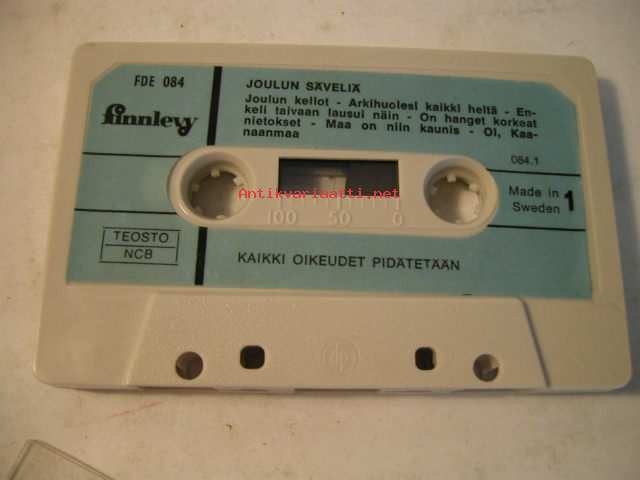 FDE 084
JOULUN SÄVELIÄ
Joulun kellot - Arkihuolesi kaikki heitä - En-
keli taivaan lausui näin - On hanget korkeat
nietokset - Maa on niin kaunis - Oi, Kaa-
naanmaa
finnlevy
084.1
Antikvariaatti.net
100 50 0
Made in
Sweden
1
TEOSTO
NCB
KAIKKI OIKEUDET PIDÄTETÄÄN